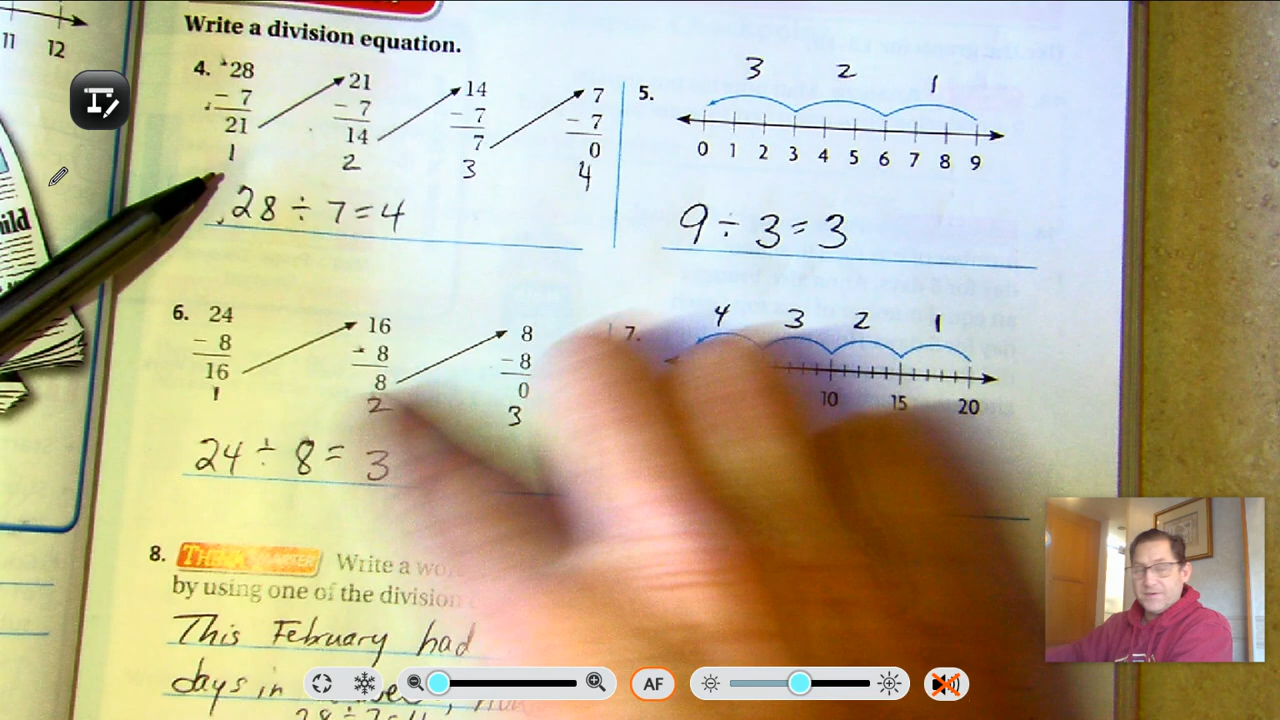 11 12
Write a division equation.
4. 28 21 14 7
- 7 - 7 - 7 - 7
21 14 7 0
1 2 3 4
28 ÷ 7 = 4
5. 3 2 1
0 1 2 3 4 5 6 7 8 9
9 ÷ 3 = 3
6. 24 16 8
- 8 - 8 - 8
16 8 0
1 2 3
24 ÷ 8 = 3
7. 4 3 2 1
10 15 20
8. Write a
by using one of the division
This February had
days in
28 ÷ 7 = 4
AF